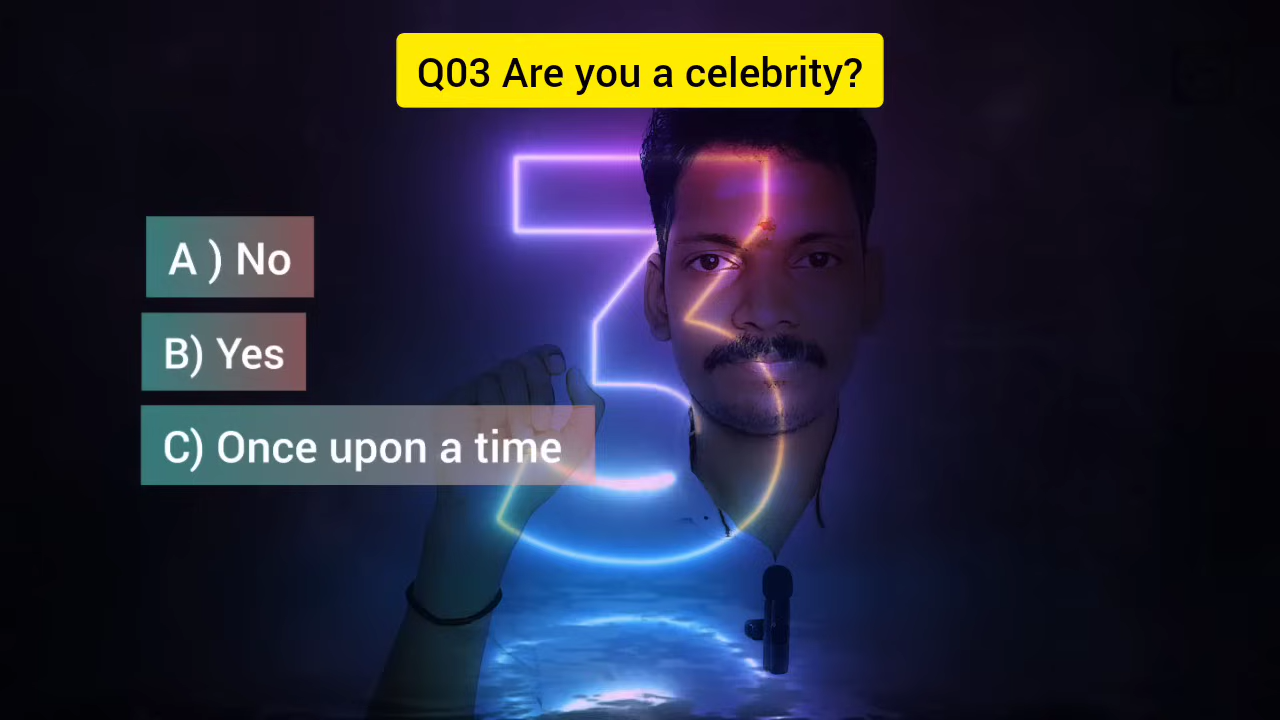 Q03 Are you a celebrity?
A ) No
B) Yes
C) Once upon a time